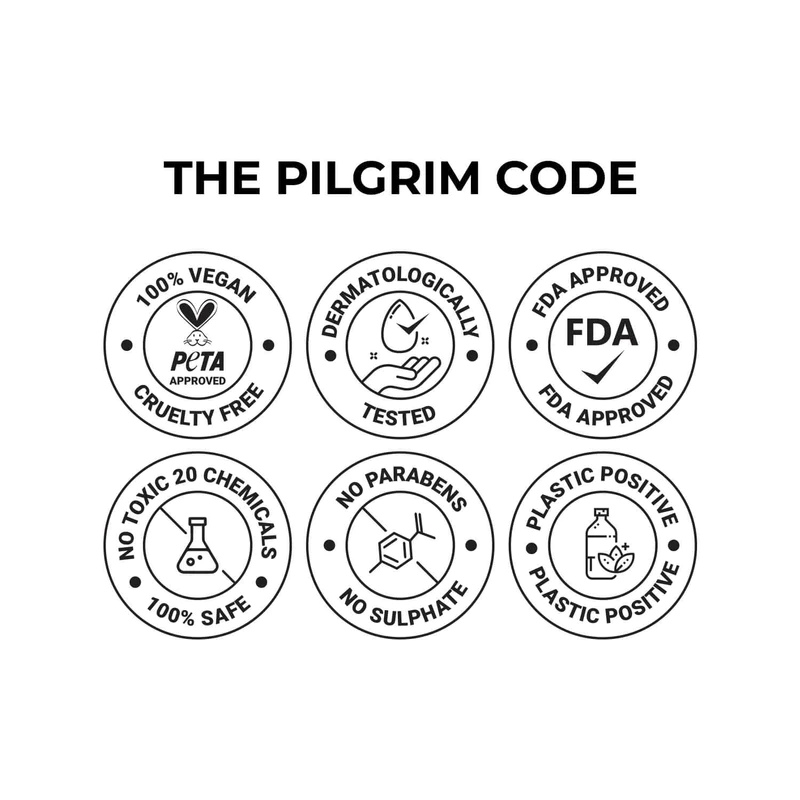 THE PILGRIM CODE
100% VEGAN
PETA
APPROVED
CRUELTY FREE
DERMATOLOGICALLY
TESTED
FDA APPROVED
FDA
FDA APPROVED
NO TOXIC 20 CHEMICALS
100% SAFE
NO PARABENS
NO SULPHATE
PLASTIC POSITIVE
PLASTIC POSITIVE